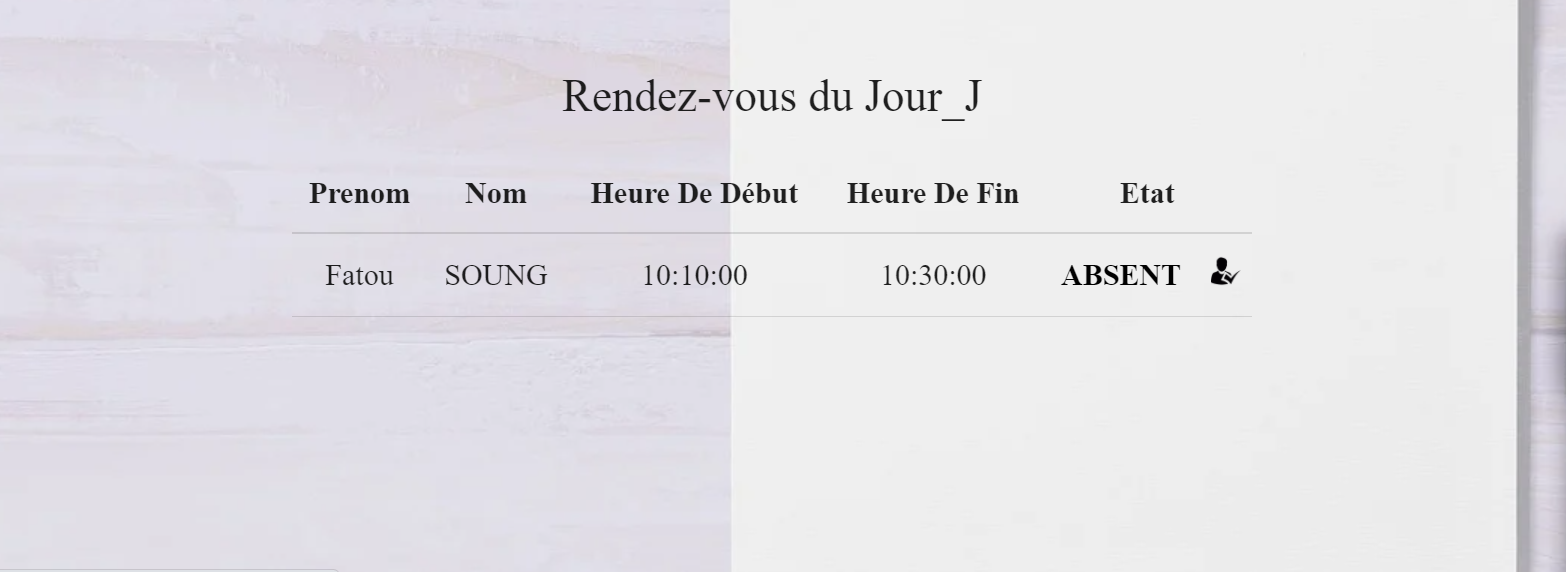 Rendez-vous du Jour_J
Prenom Nom Heure De Début Heure De Fin Etat
Fatou SOUNG 10:10:00 10:30:00 ABSENT